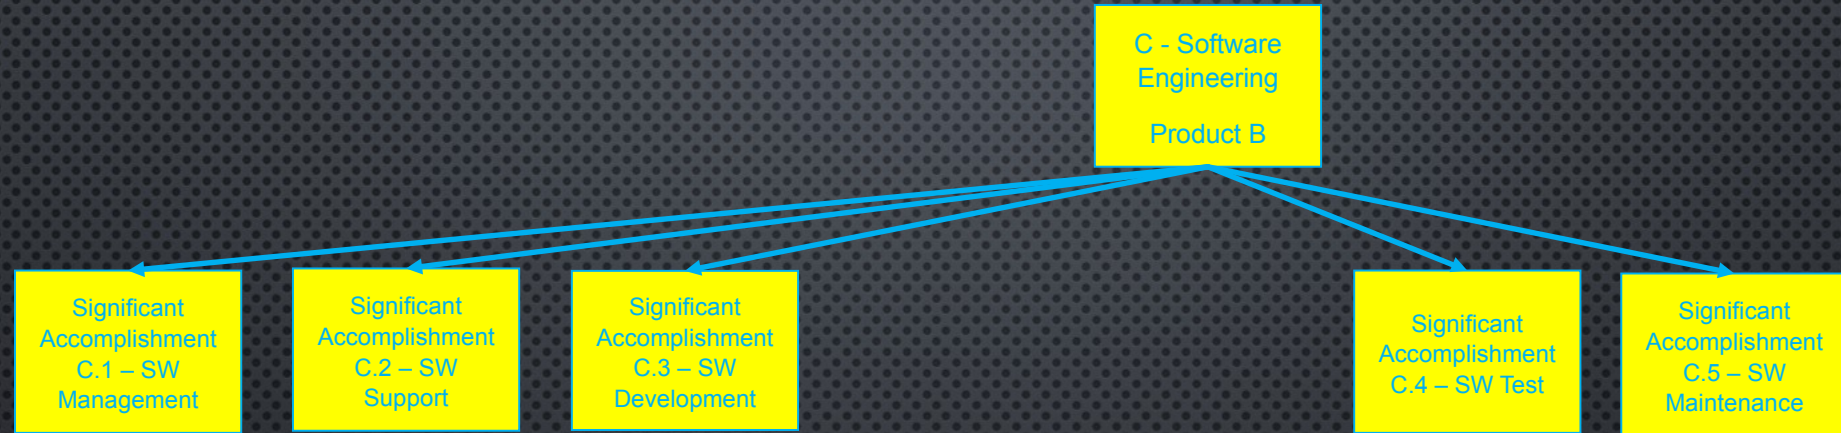 C - Software
Engineering
Product B
Significant
Accomplishment
C.1 – SW
Management
Significant
Accomplishment
C.2 – SW
Support
Significant
Accomplishment
C.3 – SW
Development
Significant
Accomplishment
C.4 – SW Test
Significant
Accomplishment
C.5 – SW
Maintenance